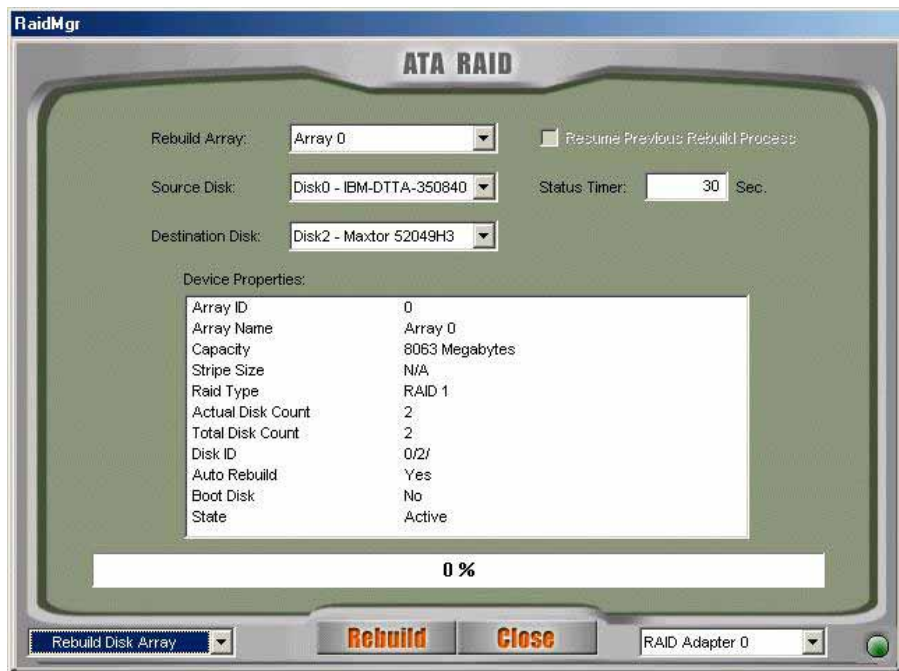 RaidMgr
ATA RAID
Rebuild Array: Array 0 Resume Previous Rebuild Process
Source Disk: Disk0 - IBM-DTTA-350840 Status Timer: 30 Sec.
Destination Disk: Disk2 - Maxtor 52049H3
Device Properties:
Array ID 0
Array Name Array 0
Capacity 8063 Megabytes
Stripe Size N/A
Raid Type RAID 1
Actual Disk Count 2
Total Disk Count 2
Disk ID 0/2/
Auto Rebuild Yes
Boot Disk No
State Active
0 %
Rebuild Disk Array Rebuild Close RAID Adapter 0